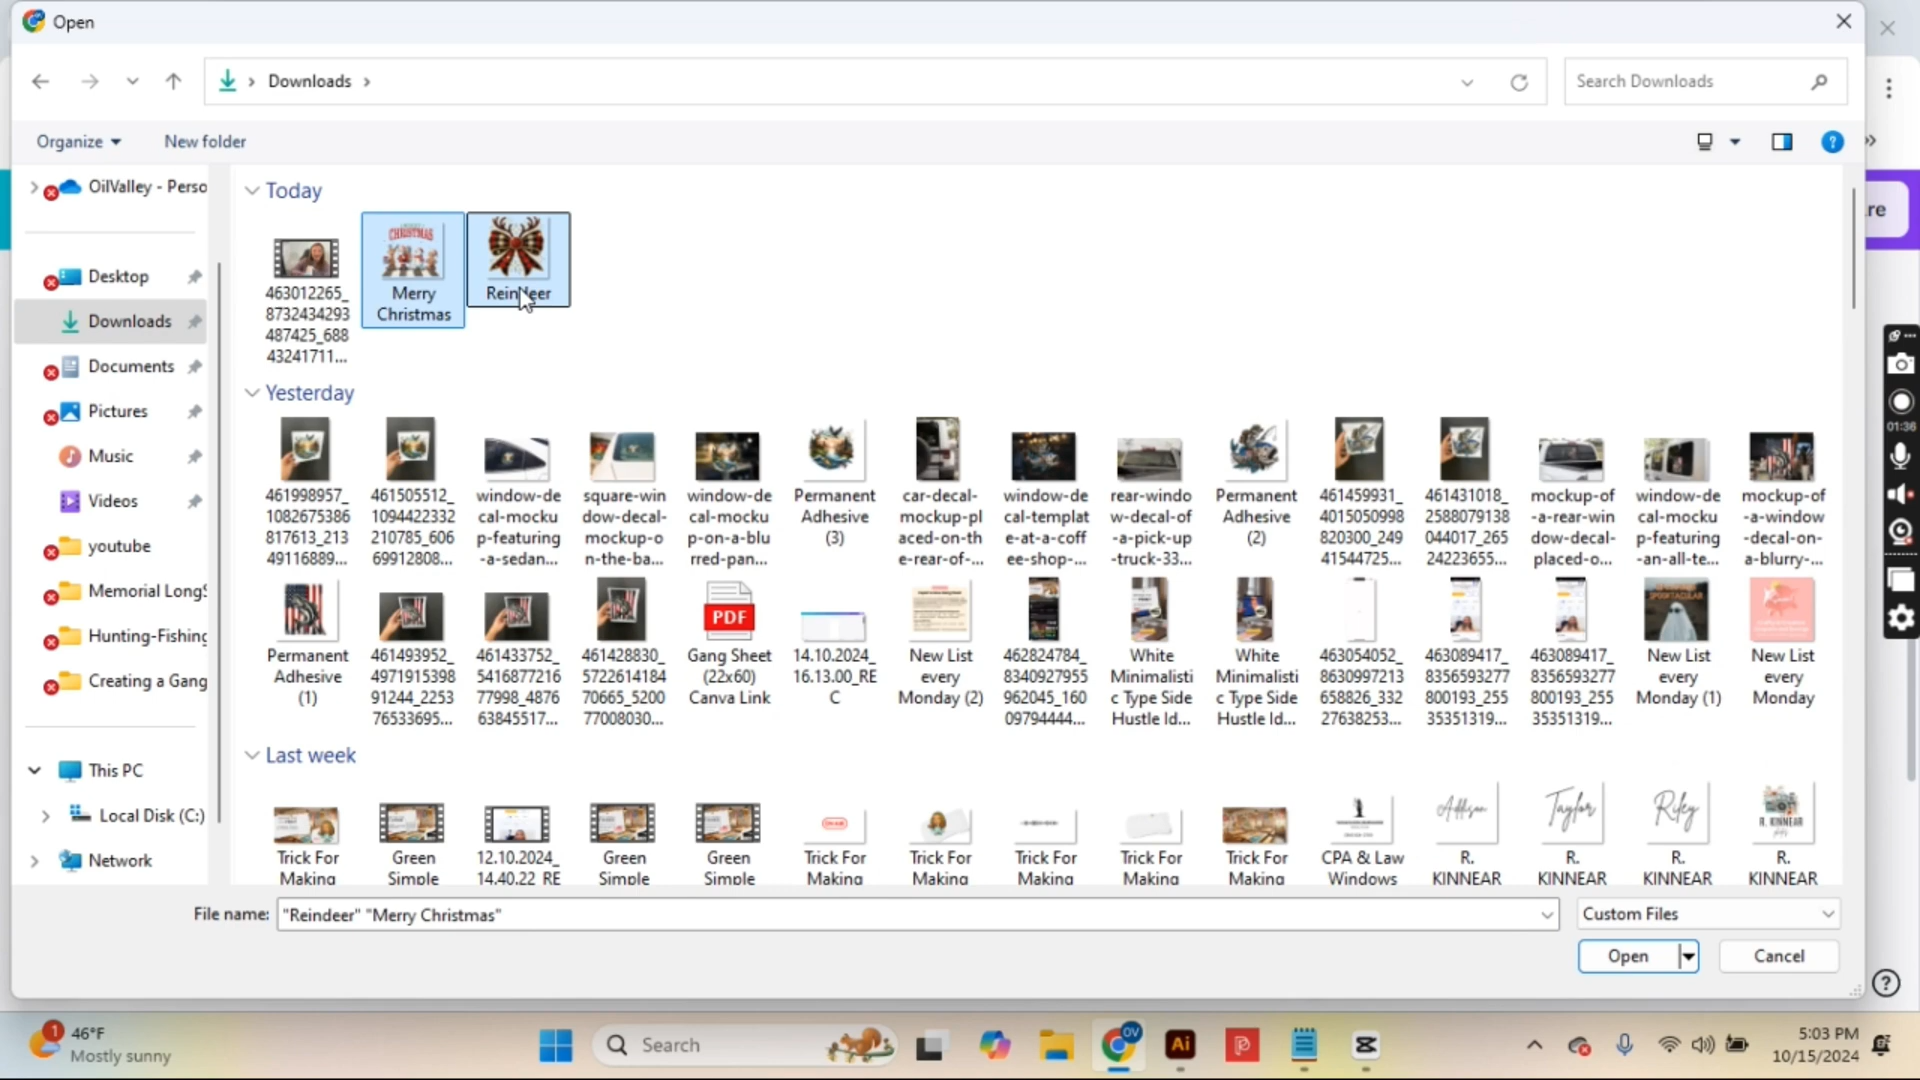 Open
Downloads
Search Downloads
Organize
New folder
re
OilValley - Perso
Desktop
Downloads
Documents
Pictures
Music
Videos
youtube
Memorial Long
Hunting-Fishing
Creating a Gang
This PC
Local Disk (C:)
Network
Today
463012265_
8732434293
487425_688
43241711...
CHRISTMAS
Merry
Christmas
Reindeer
Yesterday
461998957_
1082675386
817613_213
49116889...
461505512_
1094422332
210785_606
69912808...
window-de
cal-mocku
p-featuring
-a-sedan...
square-win
dow-decal-
mockup-o
n-the-ba...
window-de
cal-mocku
p-on-a-blu
rred-pan...
Permanent
Adhesive
(3)
car-decal-
mockup-pl
aced-on-th
e-rear-of-...
window-de
cal-templat
e-at-a-coff
ee-shop-...
rear-windo
w-decal-of
-a-pick-up
-truck-33...
Permanent
Adhesive
(2)
461459931_
4015050998
820300_249
41544725...
461431018_
2588079138
044017_265
24223655...
mockup-of
-a-rear-win
dow-decal-
placed-o...
window-de
cal-mocku
p-featuring
-an-all-te...
mockup-of
-a-window
-decal-on-
a-blurry-...
Permanent
Adhesive
(1)
461493952_
4971915398
91244_2253
76533695...
461433752_
5416877216
77998_4876
63845517...
461428830_
5722614184
70665_5200
77008030...
PDF
Gang Sheet
(22x60)
Canva Link
14.10.2024_
16.13.00_RE
C
New List
every
Monday (2)
462824784_
8340927955
962045_160
09794444...
White
Minimalisti
c Type Side
Hustle Id...
White
Minimalisti
c Type Side
Hustle Id...
463054052_
8630997213
658826_332
27638253...
463089417_
8356593277
800193_255
35351319...
463089417_
8356593277
800193_255
35351319...
New List
every
Monday (1)
New List
every
Monday
Last week
Trick For
Making
Green
Simple
12.10.2024_
14.40.22_RE
Green
Simple
Green
Simple
Trick For
Making
Trick For
Making
Trick For
Making
Trick For
Making
Trick For
Making
CPA & Law
Windows
Addison
R.
KINNEAR
Taylor
R.
KINNEAR
Riley
R.
KINNEAR
R. KINNEAR
R.
KINNEAR
File name:
"Reindeer" "Merry Christmas"
Custom Files
Open
Cancel
01:36
1
46°F
Mostly sunny
Search
OV
Ai
5:03 PM
10/15/2024